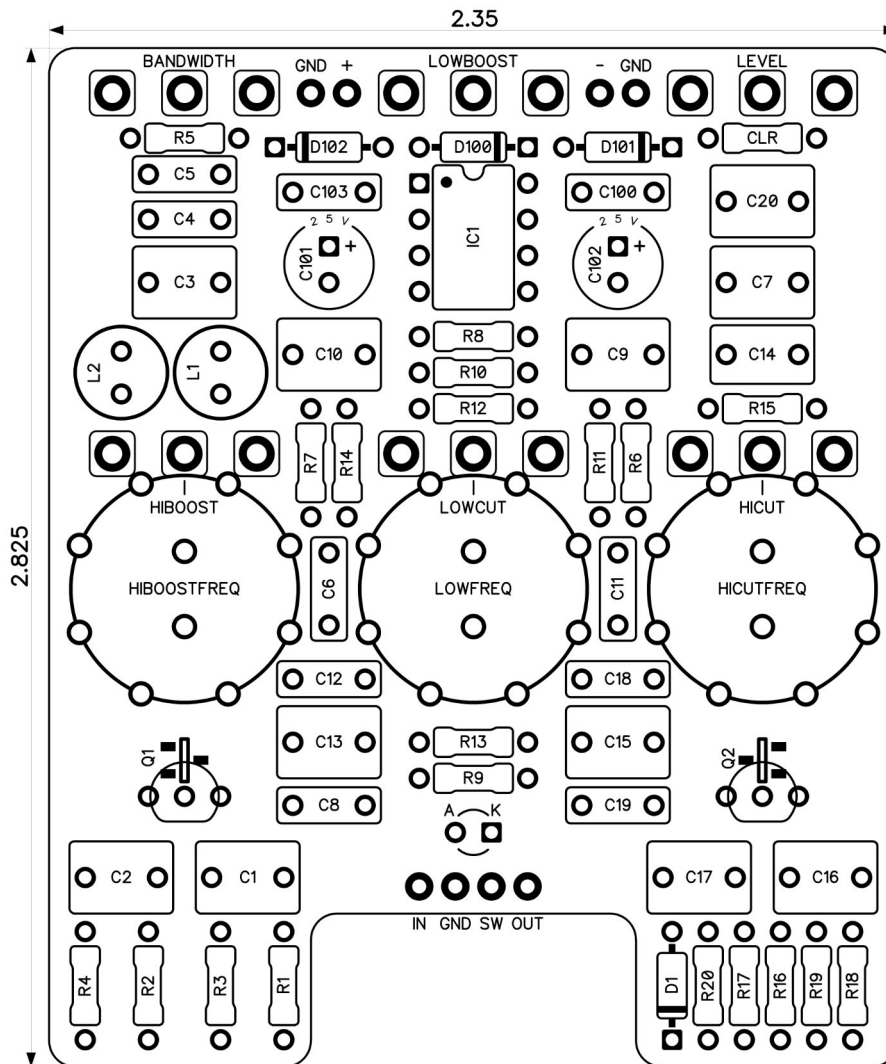 2.35
2.825
BANDWIDTH
GND +
LOWBOOST
- GND
LEVEL
R5
D102
D100
D101
CLR
C5
C103
C100
C20
C4
2 5 V
IC1
2 5 V
C101
+
C102
+
C3
C7
R8
C10
C9
C14
L2
L1
R10
R12
R15
R7
R14
R11
R6
HIBOOST
LOWCUT
HICUT
HIBOOSTFREQ
C6
LOWFREQ
C11
HICUTFREQ
C12
C18
C13
R13
C15
Q1
Q2
R9
C8
A K
C19
C2
C1
C17
C16
IN GND SW OUT
R4
R2
R3
R1
D1
R20
R17
R16
R19
R18